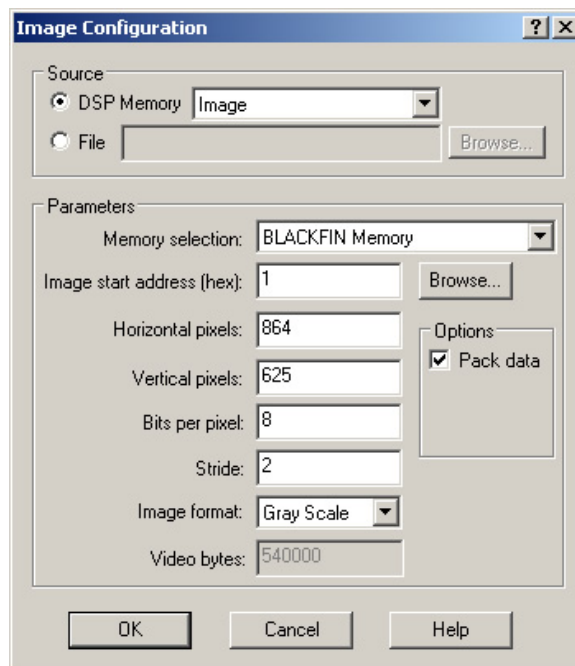 Image Configuration
Source
DSP Memory Image
File Browse...
Parameters
Memory selection: BLACKFIN Memory
Image start address (hex): 1 Browse...
Horizontal pixels: 864
Options
Pack data
Vertical pixels: 625
Bits per pixel: 8
Stride: 2
Image format: Gray Scale
Video bytes: 540000
OK Cancel Help